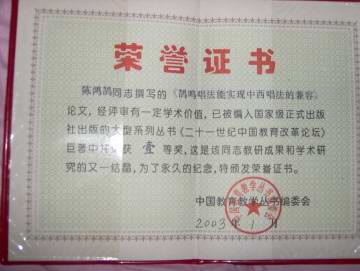 荣誉证书
陈鸿鹄同志撰写的《鹊鸣唱法能实现中西唱法的兼容》
论文，经评审有一定学术价值，已被编入国家级正式出版
社出版的大型系列丛书《二十一世纪中国教育改革论坛》
巨著中并荣获壹等奖，这是该同志教研成果和学术研
究的又一结晶，为了永久的纪念，特颁发荣誉证书。
中国教育教学丛书编委会
2003年1月